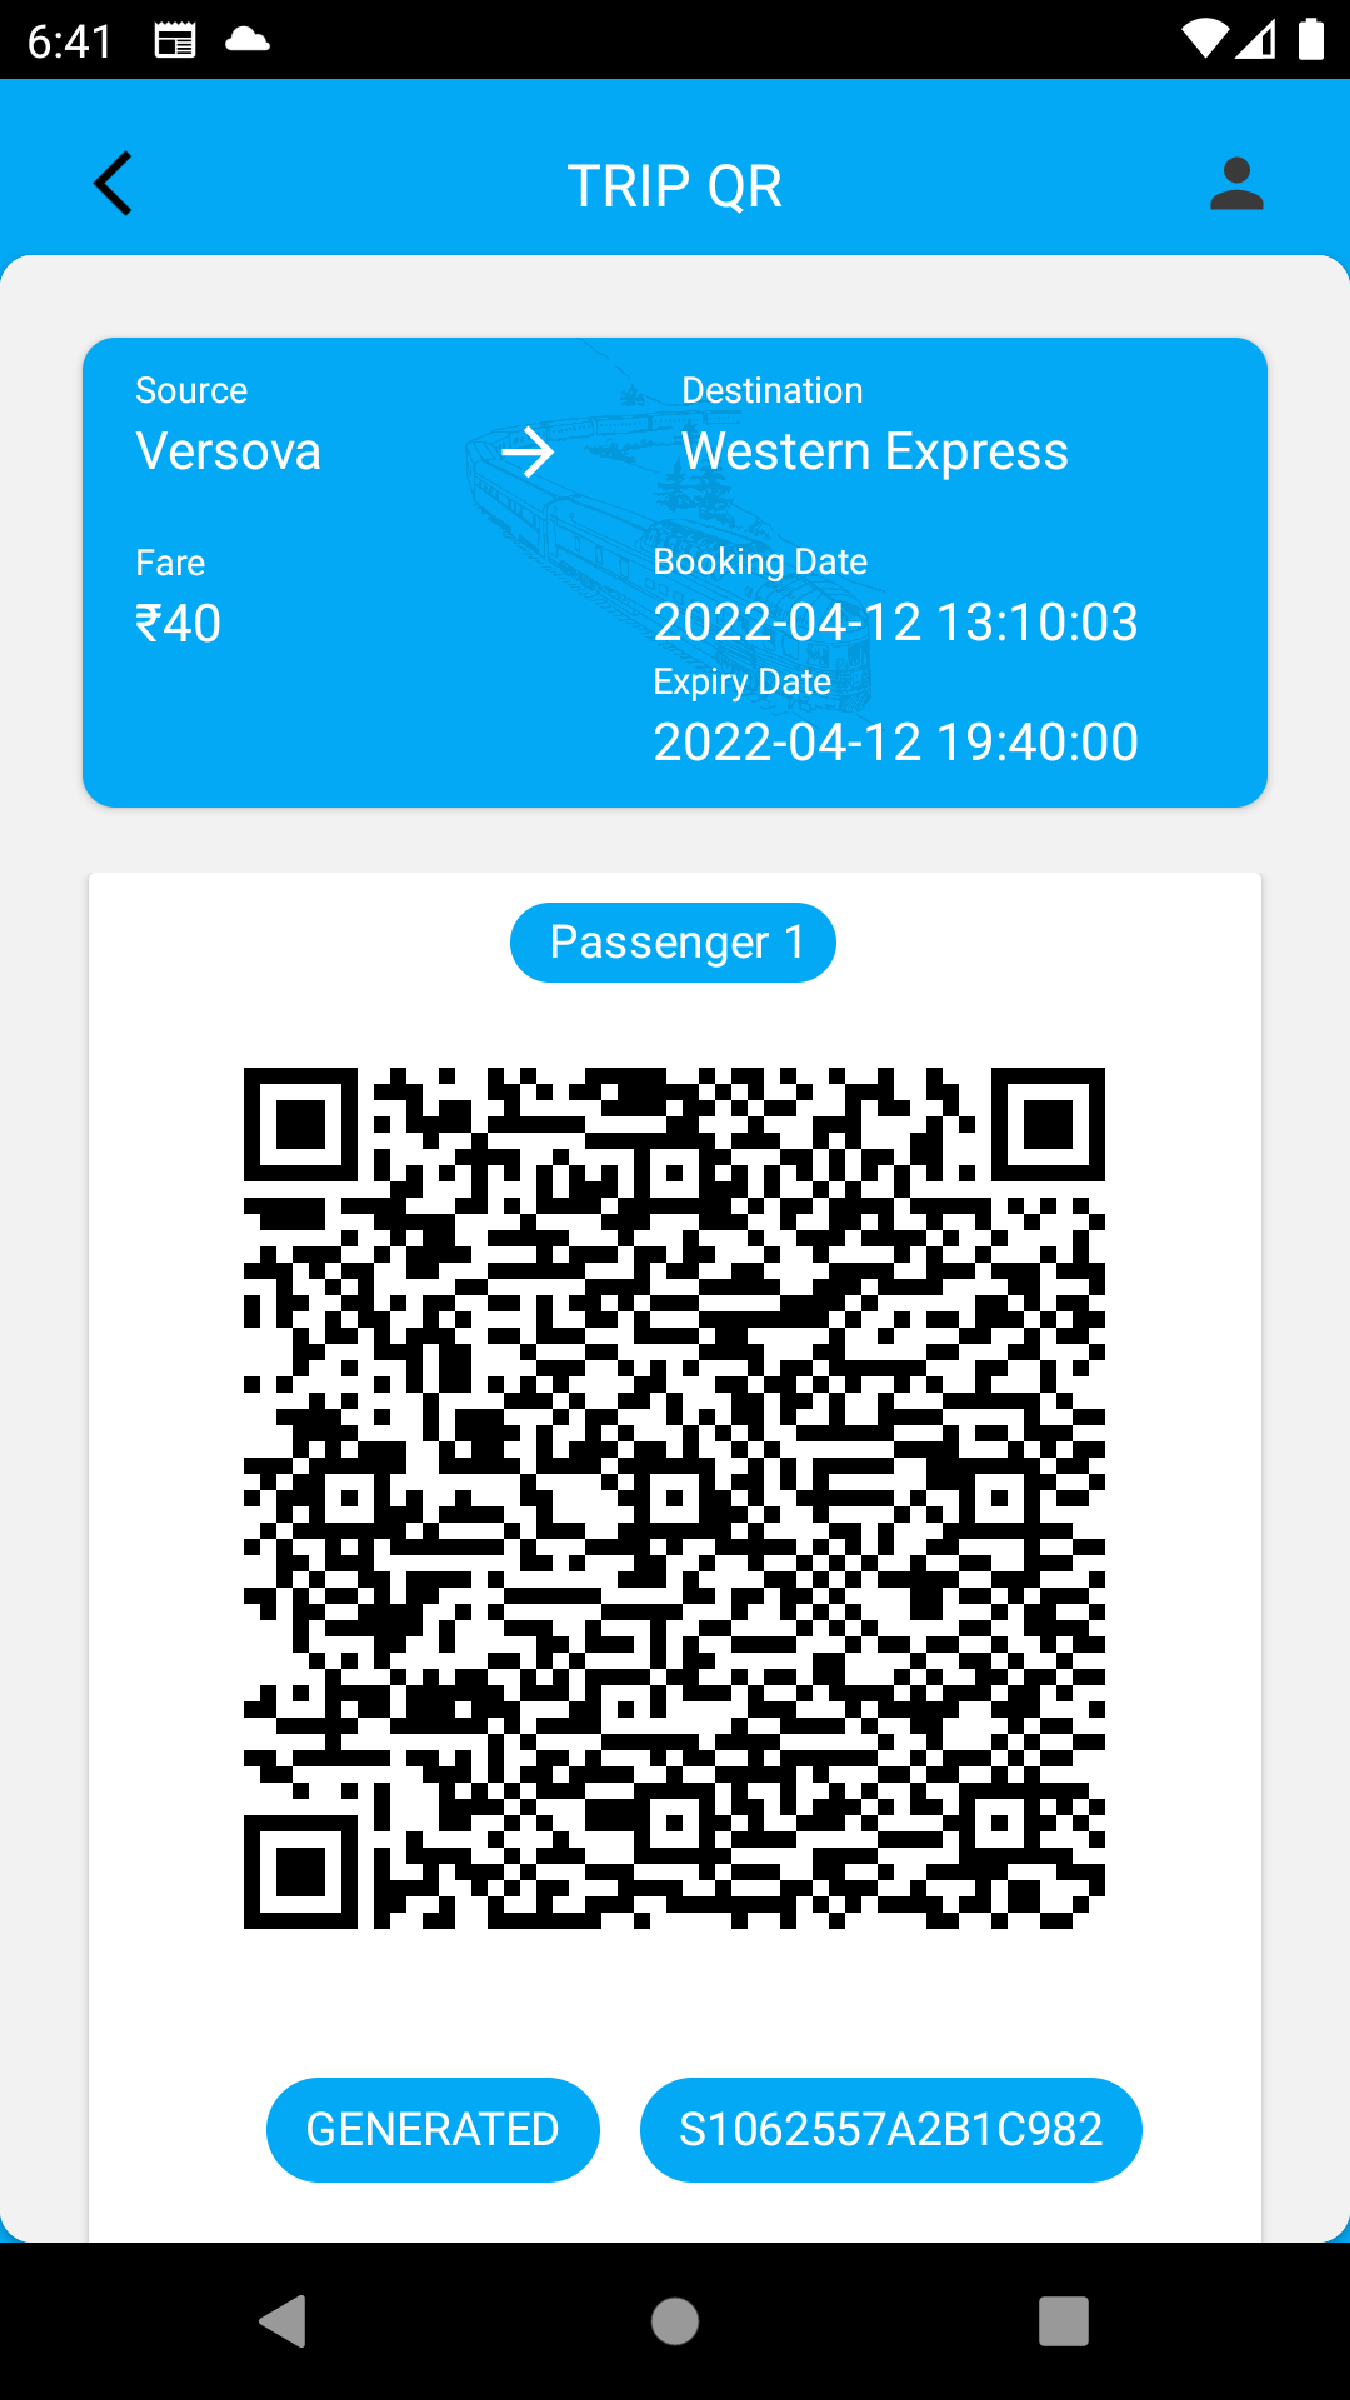 6:41
TRIP QR
Source
Destination
Versova
Western Express
Fare
Booking Date
₹40
2022-04-12 13:10:03
Expiry Date
2022-04-12 19:40:00
Passenger 1
GENERATED
S1062557A2B1C982